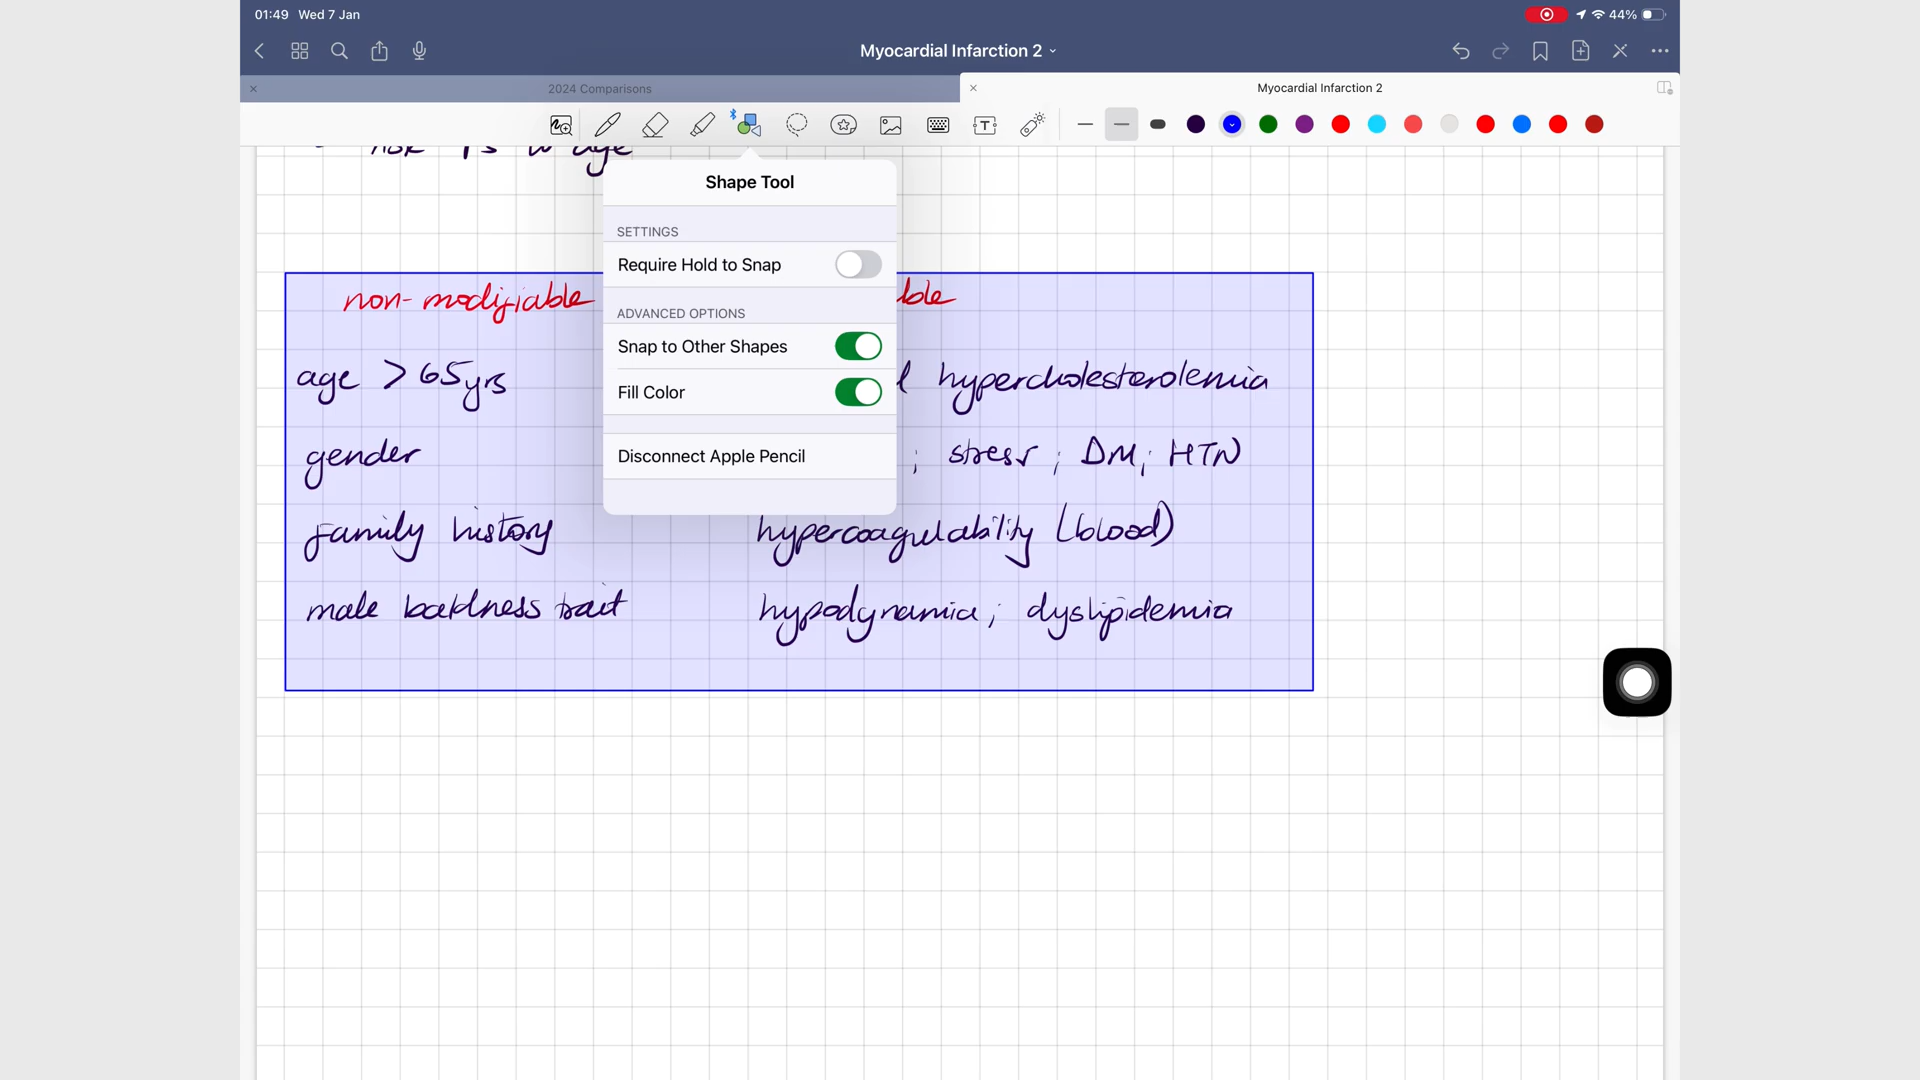 01:49 Wed 7 Jan
44%
Myocardial Infarction 2
2024 Comparisons
Myocardial Infarction 2
Shape Tool
SETTINGS
Require Hold to Snap
ADVANCED OPTIONS
Snap to Other Shapes
Fill Color
Disconnect Apple Pencil
non-modifiable
age > 65yrs
hypercholesterolemia
gender
; stress ; DM ; HTN
family history
hypercoagulability (blood)
male baldness trait
hypodynamia ; dyslipidemia